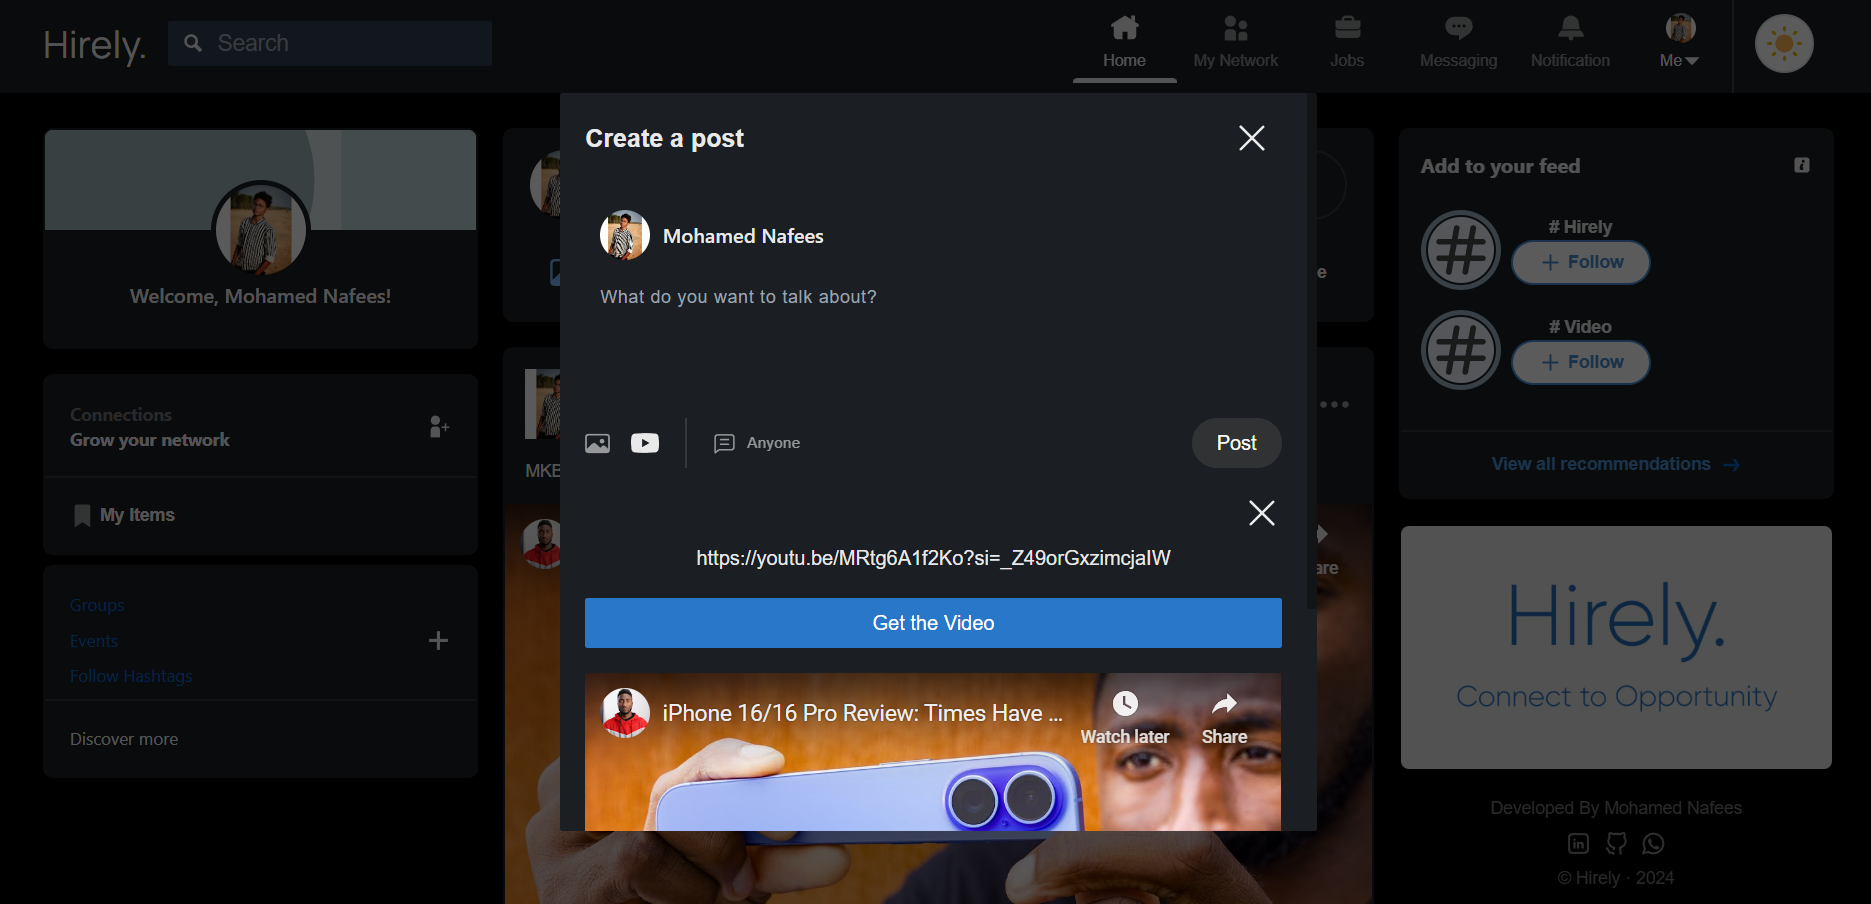 Hirely.
Search
Home
My Network
Jobs
Messaging
Notification
Me
Welcome, Mohamed Nafees!
Connections
Grow your network
My Items
Groups
Events
Follow Hashtags
Discover more
Create a post
Mohamed Nafees
What do you want to talk about?
Anyone
Post
https://youtu.be/MRtg6A1f2Ko?si=_Z49orGxzimcjaIW
Get the Video
iPhone 16/16 Pro Review: Times Have ...
Watch later
Share
e
MKB
are
Add to your feed
# Hirely
+ Follow
# Video
+ Follow
View all recommendations →
Hirely.
Connect to Opportunity
Developed By Mohamed Nafees
in
© Hirely · 2024